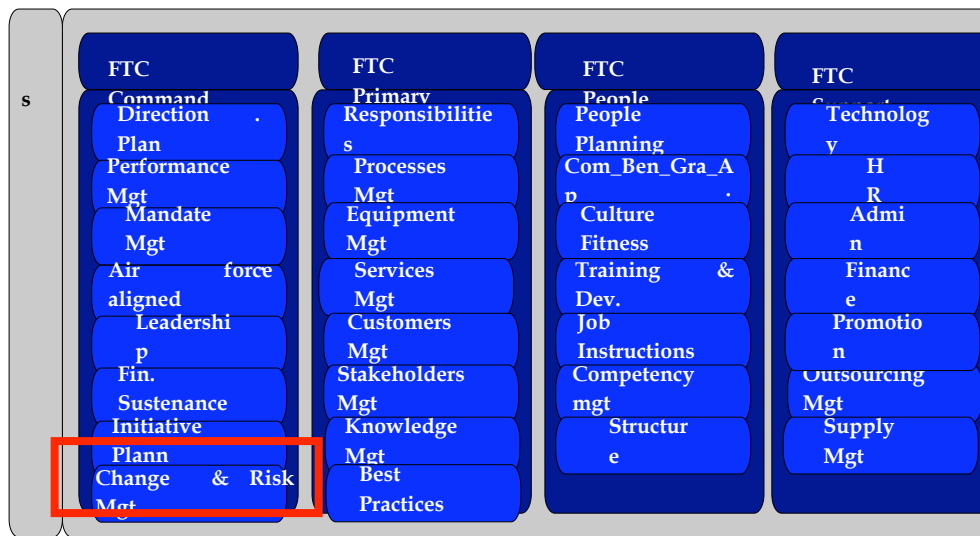 s
FTC
Command
Direction .
Plan
Performance
Mgt
Mandate
Mgt
Air force
aligned
Leadershi
p
Fin.
Sustenance
Initiative
Plann
Change & Risk
Mgt
FTC
Primary
Responsibilitie
s
Processes
Mgt
Equipment
Mgt
Services
Mgt
Customers
Mgt
Stakeholders
Mgt
Knowledge
Mgt
Best
Practices
FTC
People
People
Planning
Com_Ben_Gra_A
p .
Culture
Fitness
Training &
Dev.
Job
Instructions
Competency
mgt
Structur
e
FTC
Support
Technolog
y
H
R
Admi
n
Financ
e
Promotio
n
Outsourcing
Mgt
Supply
Mgt